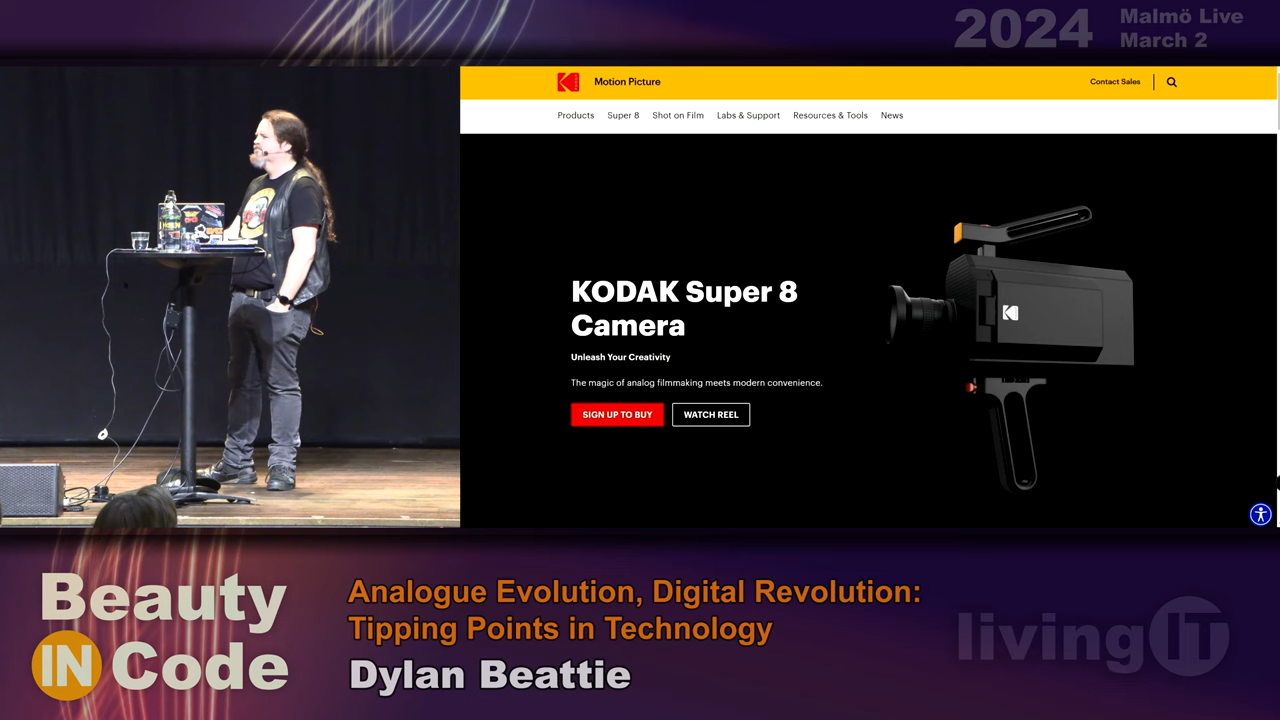 2024
Malmö Live
March 2
Motion Picture
Contact Sales
Products Super 8 Shot on Film Labs & Support Resources & Tools News
KODAK Super 8
Camera
Unleash Your Creativity
The magic of analog filmmaking meets modern convenience.
SIGN UP TO BUY WATCH REEL
Beauty
IN Code
Analogue Evolution, Digital Revolution:
Tipping Points in Technology
Dylan Beattie
livingIT